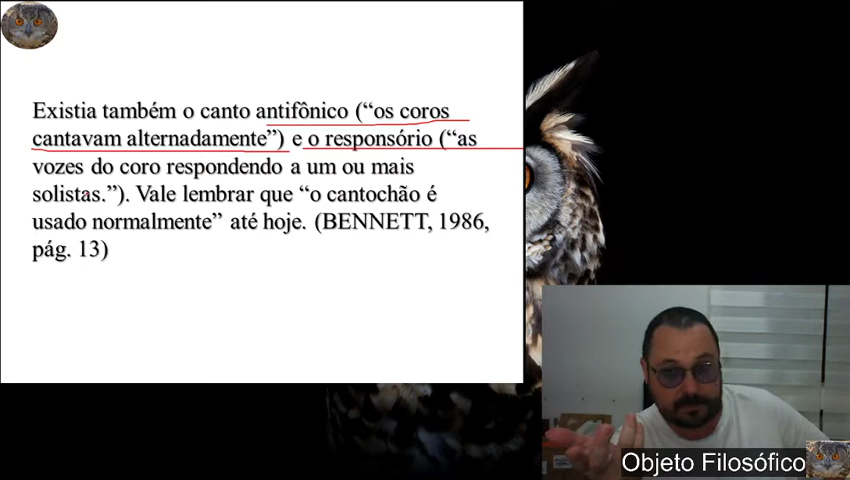 Existia também o canto antifônico (“os coros
cantavam alternadamente”) e o responsório (“as
vozes do coro respondendo a um ou mais
solistas.”). Vale lembrar que “o cantochão é
usado normalmente” até hoje. (BENNETT, 1986,
pág. 13)
Objeto Filosófico